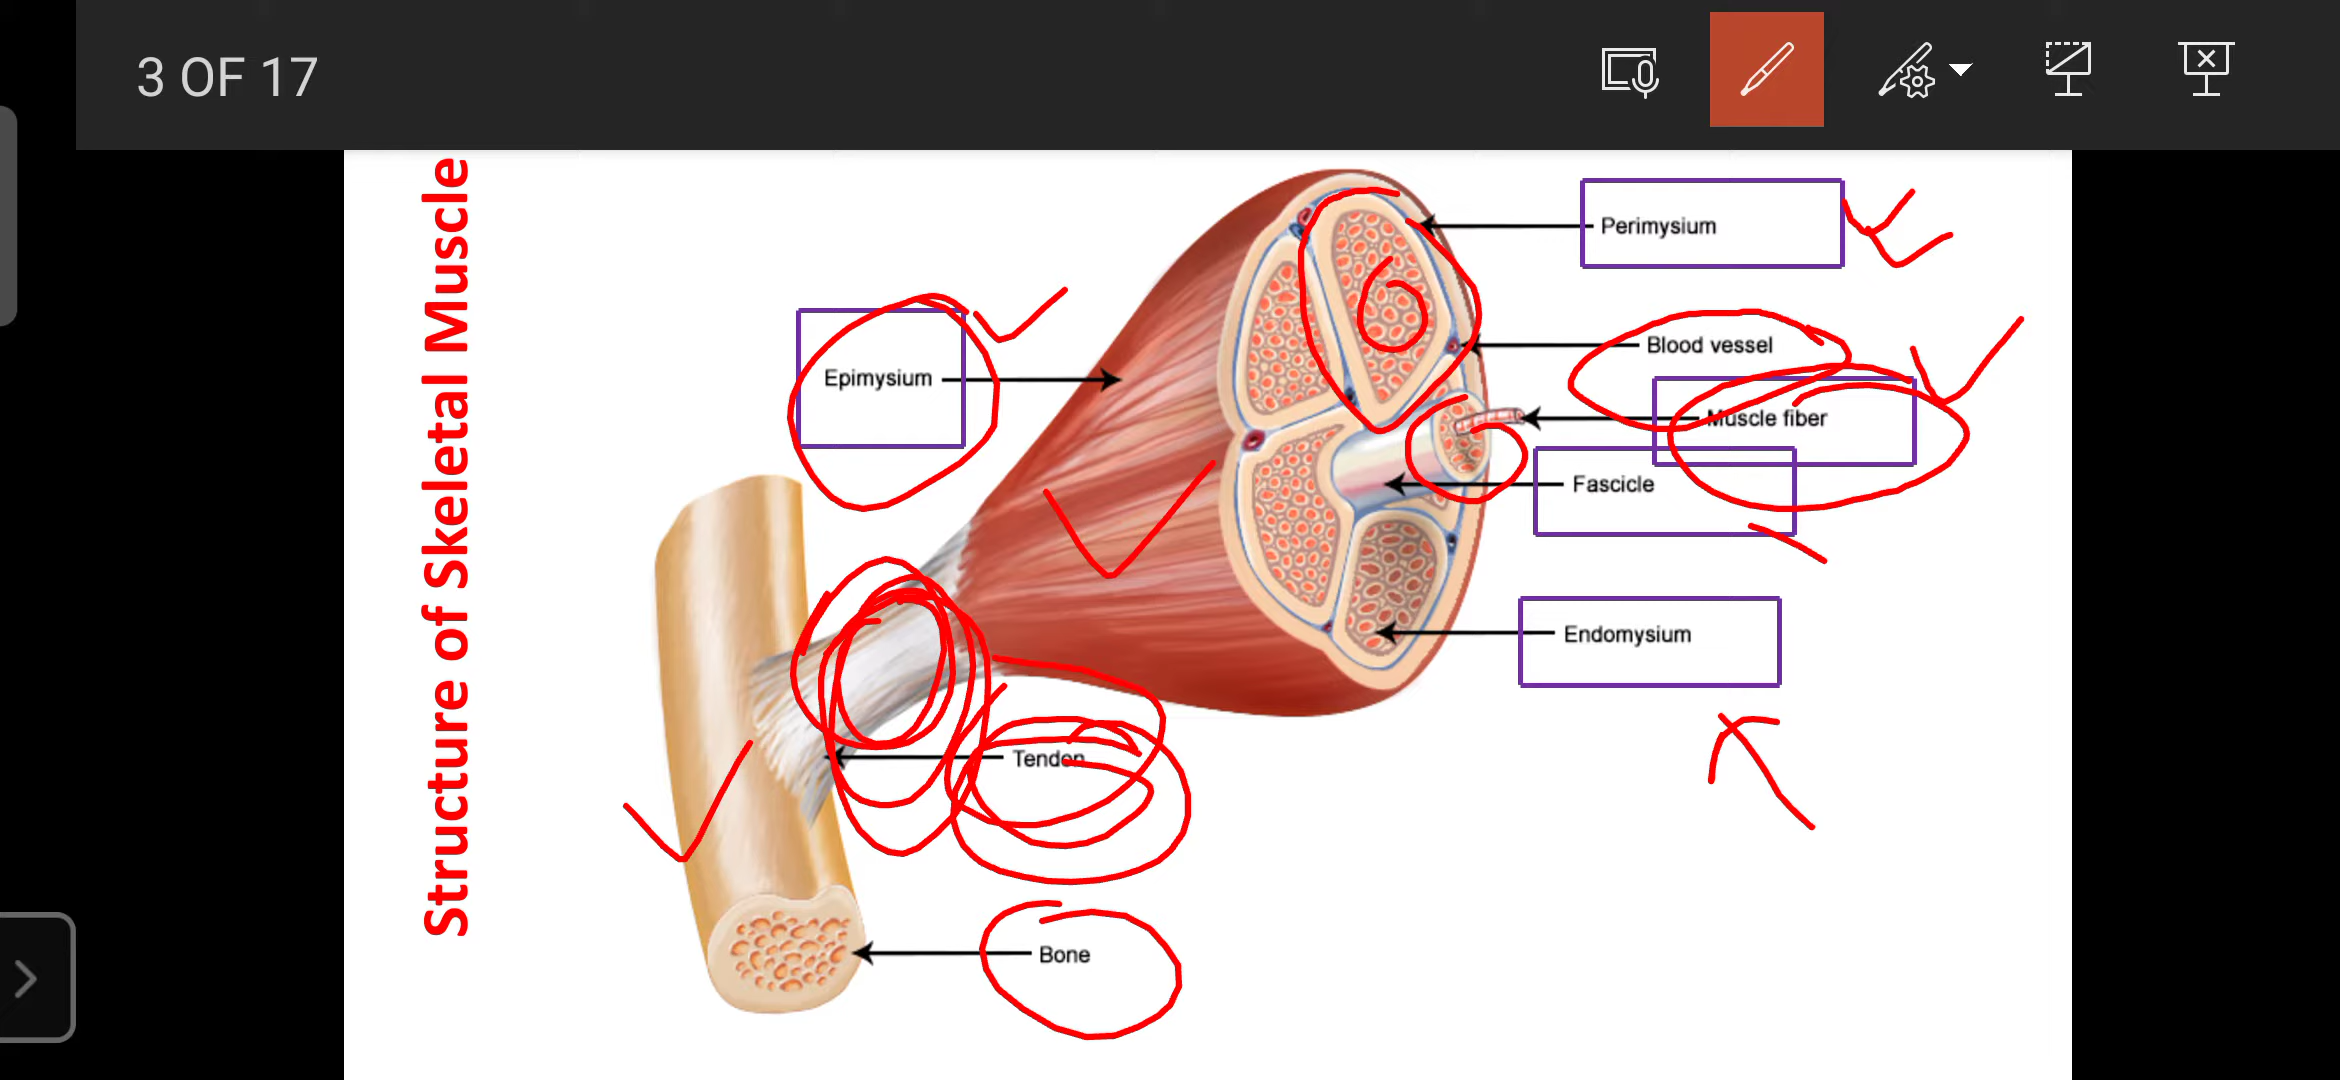 3 OF 17
Structure of Skeletal Muscle
Perimysium
Blood vessel
Epimysium
Muscle fiber
Fascicle
Endomysium
Tendon
Bone